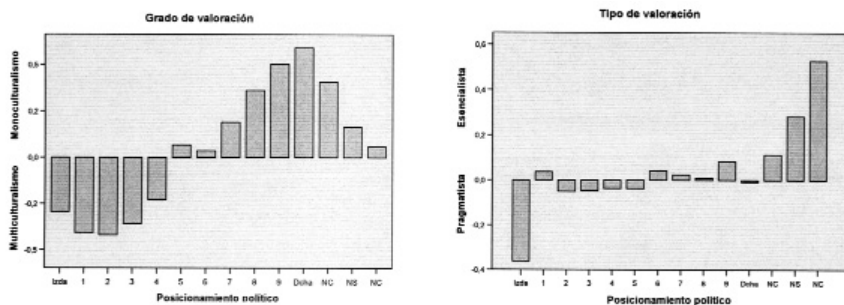 Grado de valoración
Monoculturalismo
Multiculturalismo
0,5
0,2
0,0
-0,2
-0,5
Izda 1 2 3 4 5 6 7 8 9 Dcha NC NS NC
Posicionamiento político
Tipo de valoración
Esencialista
Pragmatista
0,6
0,4
0,2
0,0
-0,2
-0,4
Izda 1 2 3 4 5 6 7 8 9 Dcha NC NS NC
Posicionamiento político